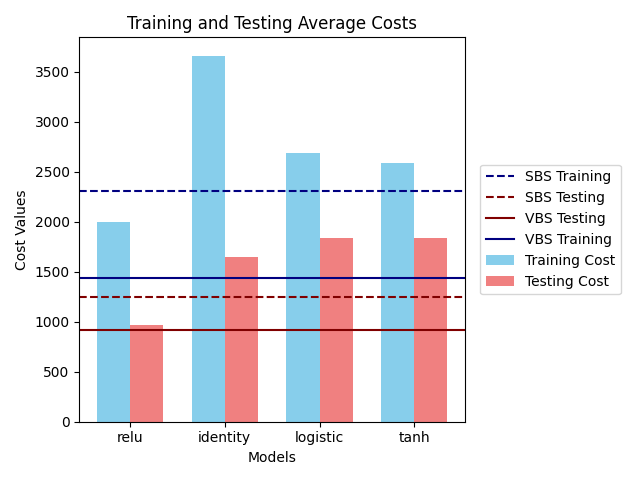 Training and Testing Average Costs
Cost Values
3500
3000
2500
2000
1500
1000
500
0
relu identity logistic tanh
Models
SBS Training
SBS Testing
VBS Testing
VBS Training
Training Cost
Testing Cost